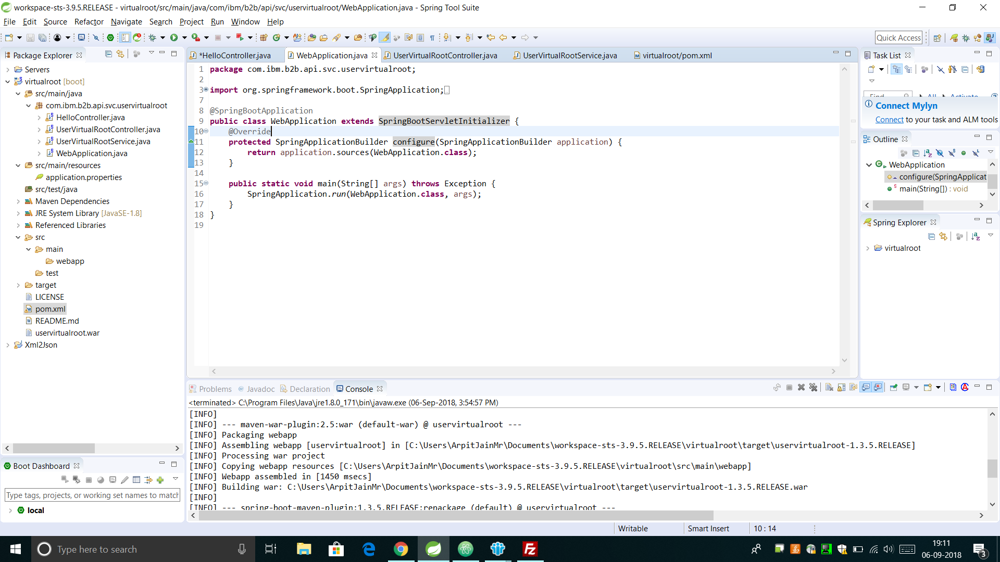 workspace-sts-3.9.5.RELEASE - virtualroot/src/main/java/com/ibm/b2b/api/svc/uservirtualroot/WebApplication.java - Spring Tool Suite
File Edit Source Refactor Navigate Search Project Run Window Help
Quick Access
Package Explorer
Servers
virtualroot [boot]
src/main/java
com.ibm.b2b.api.svc.uservirtualroot
HelloController.java
UserVirtualRootController.java
UserVirtualRootService.java
WebApplication.java
src/main/resources
application.properties
src/test/java
Maven Dependencies
JRE System Library [JavaSE-1.8]
Referenced Libraries
src
main
webapp
test
target
LICENSE
pom.xml
README.md
uservirtualroot.war
Xml2Json
Boot Dashboard
Type tags, projects, or working set names to match
local
*HelloController.java WebApplication.java UserVirtualRootController.java UserVirtualRootService.java virtualroot/pom.xml
1 package com.ibm.b2b.api.svc.uservirtualroot;
2
3 import org.springframework.boot.SpringApplication;
7
8 @SpringBootApplication
9 public class WebApplication extends SpringBootServletInitializer {
10 @Override
11 protected SpringApplicationBuilder configure(SpringApplicationBuilder application) {
12 return application.sources(WebApplication.class);
13 }
14
15 public static void main(String[] args) throws Exception {
16 SpringApplication.run(WebApplication.class, args);
17 }
18 }
19
Problems @ Javadoc Declaration Console
<terminated> C:\Program Files\Java\jre1.8.0_171\bin\javaw.exe (06-Sep-2018, 3:54:57 PM)
[INFO]
[INFO] --- maven-war-plugin:2.5:war (default-war) @ uservirtualroot ---
[INFO] Packaging webapp
[INFO] Assembling webapp [uservirtualroot] in [C:\Users\ArpitJainMr\Documents\workspace-sts-3.9.5.RELEASE\virtualroot\target\uservirtualroot-1.3.5.RELEASE]
[INFO] Processing war project
[INFO] Copying webapp resources [C:\Users\ArpitJainMr\Documents\workspace-sts-3.9.5.RELEASE\virtualroot\src\main\webapp]
[INFO] Webapp assembled in [1450 msecs]
[INFO] Building war: C:\Users\ArpitJainMr\Documents\workspace-sts-3.9.5.RELEASE\virtualroot\target\uservirtualroot-1.3.5.RELEASE.war
[INFO]
[INFO] --- spring-boot-maven-plugin:1.3.5.RELEASE:repackage (default) @ uservirtualroot ---
Task List
Find All Activate
Connect Mylyn
Connect to your task and ALM tools
Outline
WebApplication
configure(SpringApplicat
main(String[]) : void
Spring Explorer
virtualroot
Writable Smart Insert 10 : 14
Type here to search
19:11
06-09-2018
3